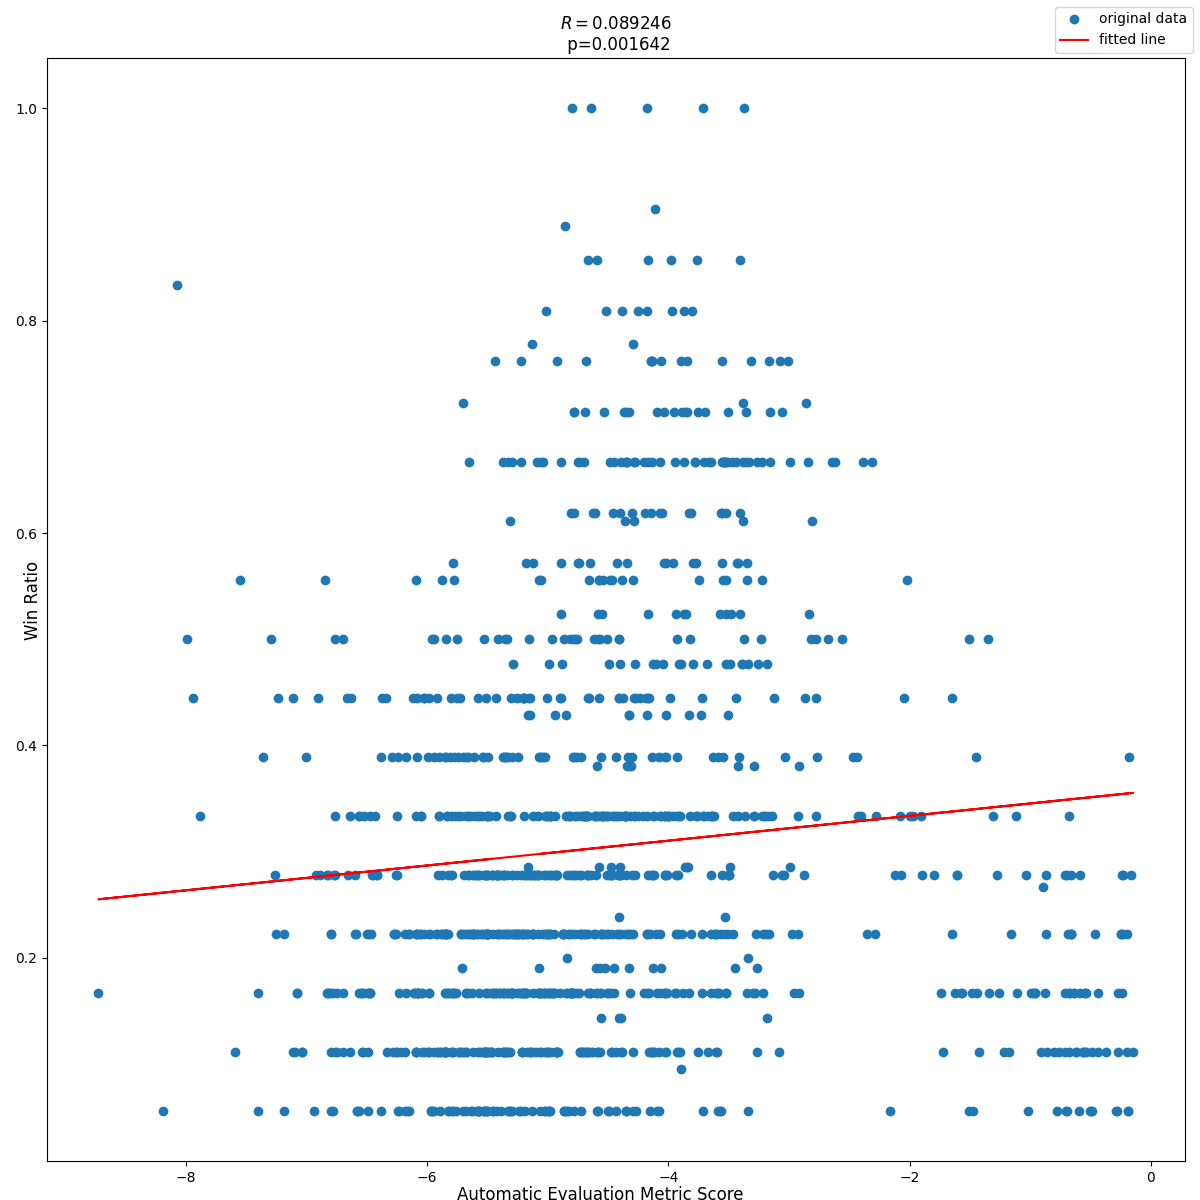 R = 0.089246
p=0.001642
original data
fitted line
1.0
0.8
0.6
0.4
0.2
Win Ratio
−8
−6
−4
−2
0
Automatic Evaluation Metric Score